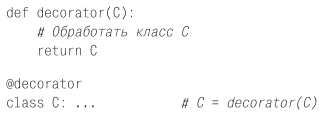 def decorator(C):
    # Обработать класс C
    return C
@decorator
class C: ...            # C = decorator(C)